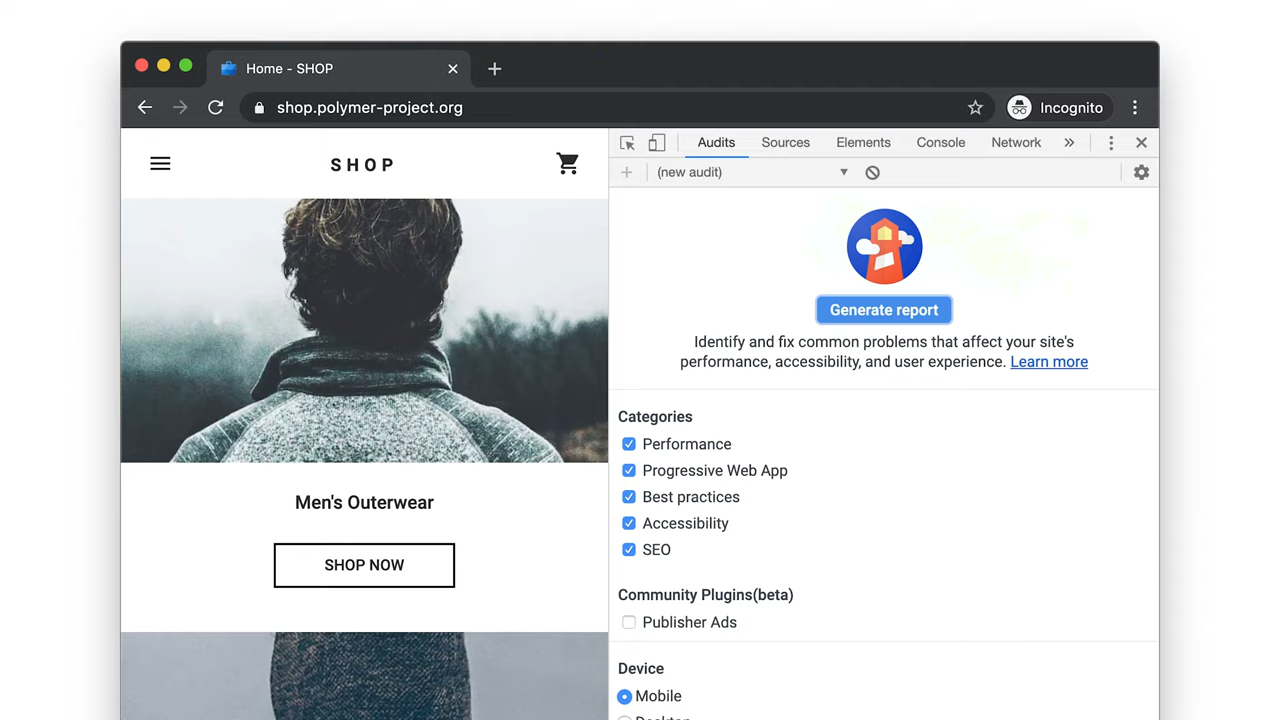 Home - SHOP
shop.polymer-project.org
Incognito
SHOP
Men's Outerwear
SHOP NOW
Audits
Sources
Elements
Console
Network
(new audit)
Generate report
Identify and fix common problems that affect your site's
performance, accessibility, and user experience. Learn more
Categories
Performance
Progressive Web App
Best practices
Accessibility
SEO
Community Plugins(beta)
Publisher Ads
Device
Mobile